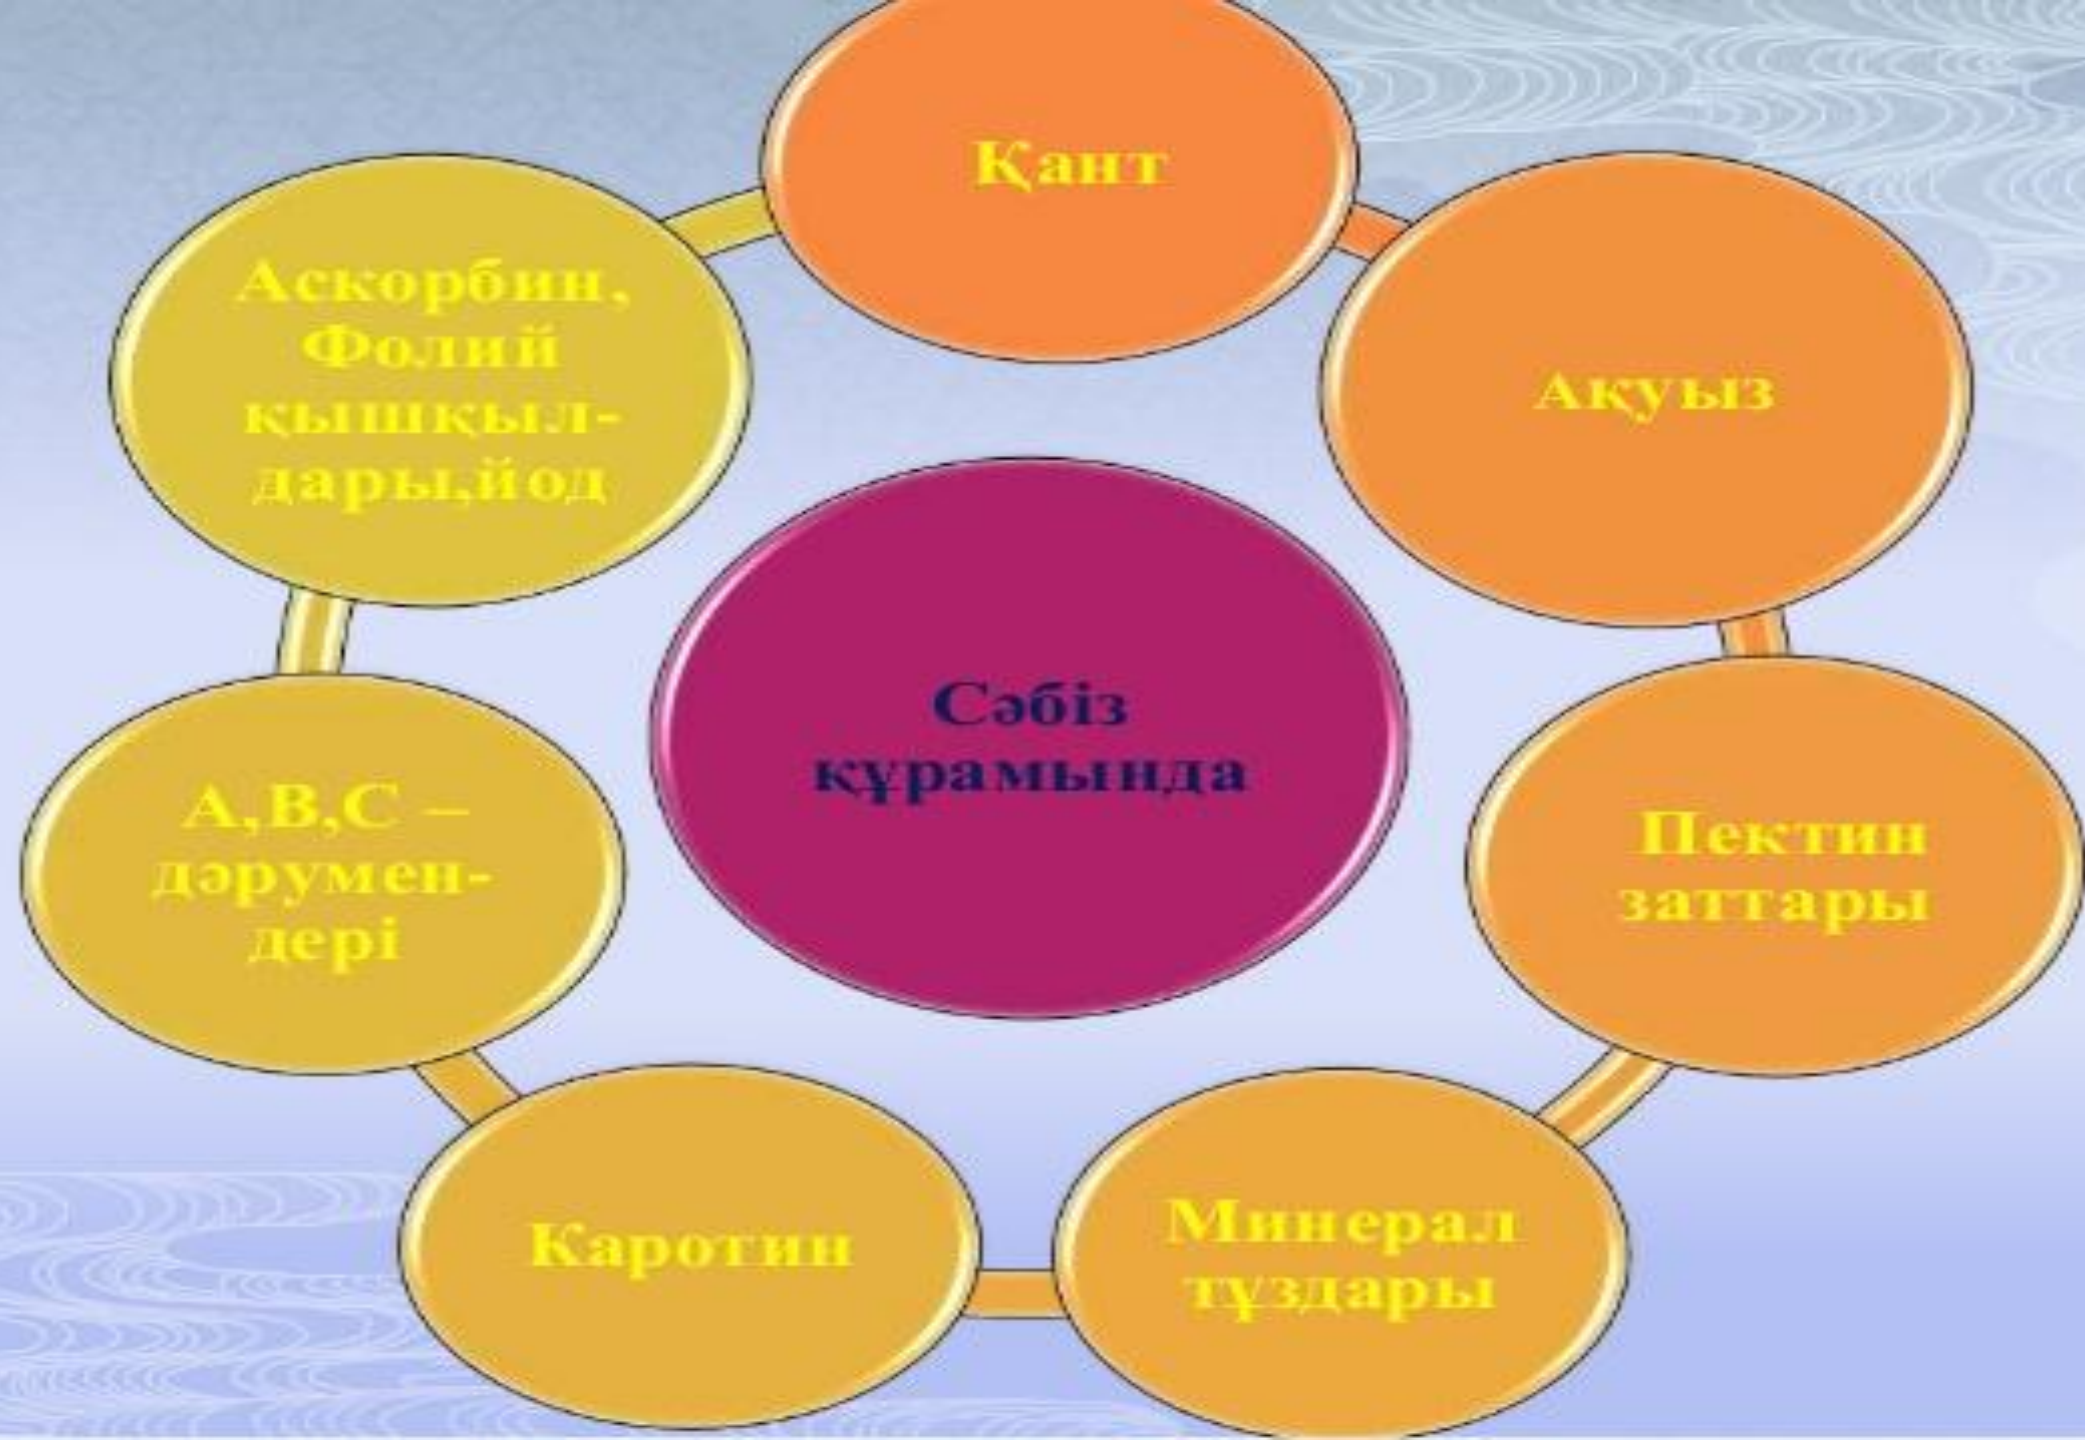 Қант
Ақуыз
Пектин
заттары
Минерал
тұздары
Каротин
А,В,С –
дәрумен-
дері
Аскорбин,
Фолий
қышқыл-
дары,йод
Сәбіз
құрамында